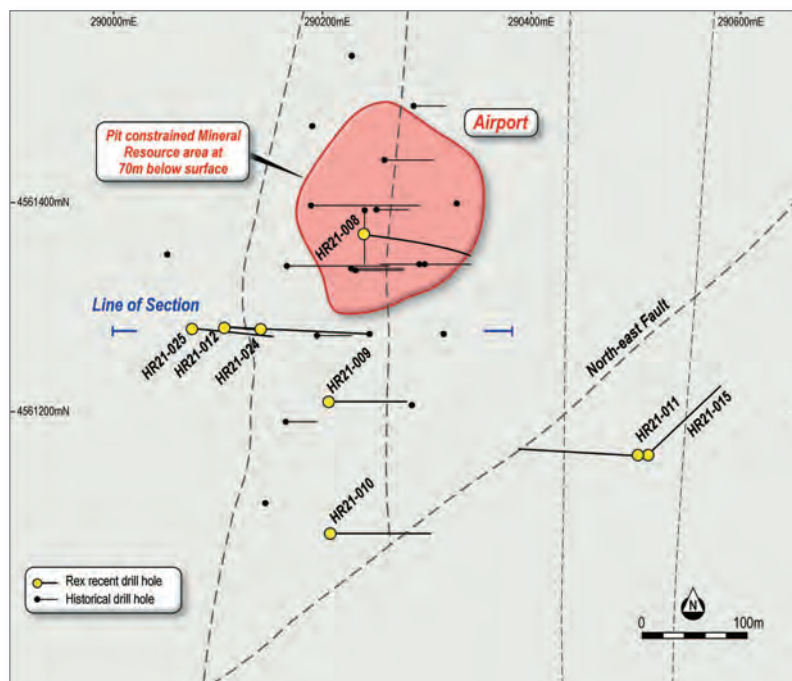 290000mE
290200mE
290400mE
290600mE
Airport
Pit constrained Mineral
Resource area at
70m below surface
4561400mN
HR21-008
Line of Section
HR21-025
HR21-012
HR21-024
North-east Fault
HR21-009
4561200mN
HR21-011
HR21-015
HR21-010
Rex recent drill hole
Historical drill hole
N
0
100m